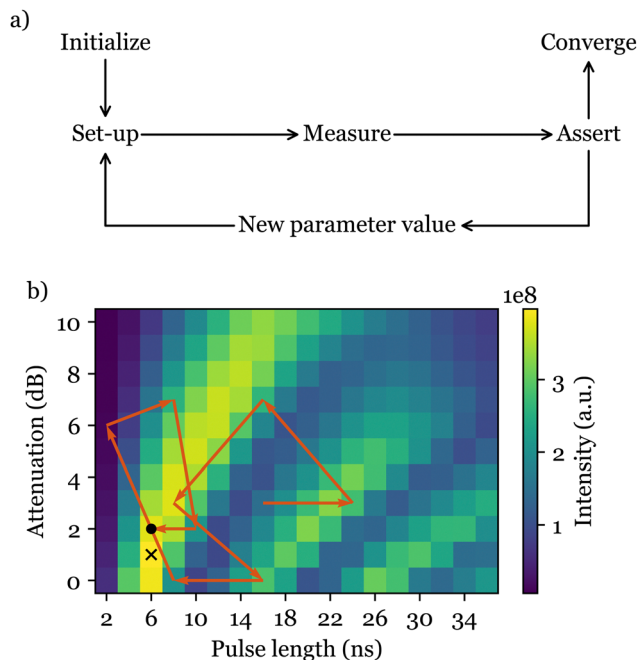 a)
Initialize
Converge
Set-up
Measure
Assert
New parameter value
b)
1e8
10
8
6
4
2
0
Attenuation (dB)
2 6 10 14 18 22 26 30 34
Pulse length (ns)
3
2
1
Intensity (a.u.)